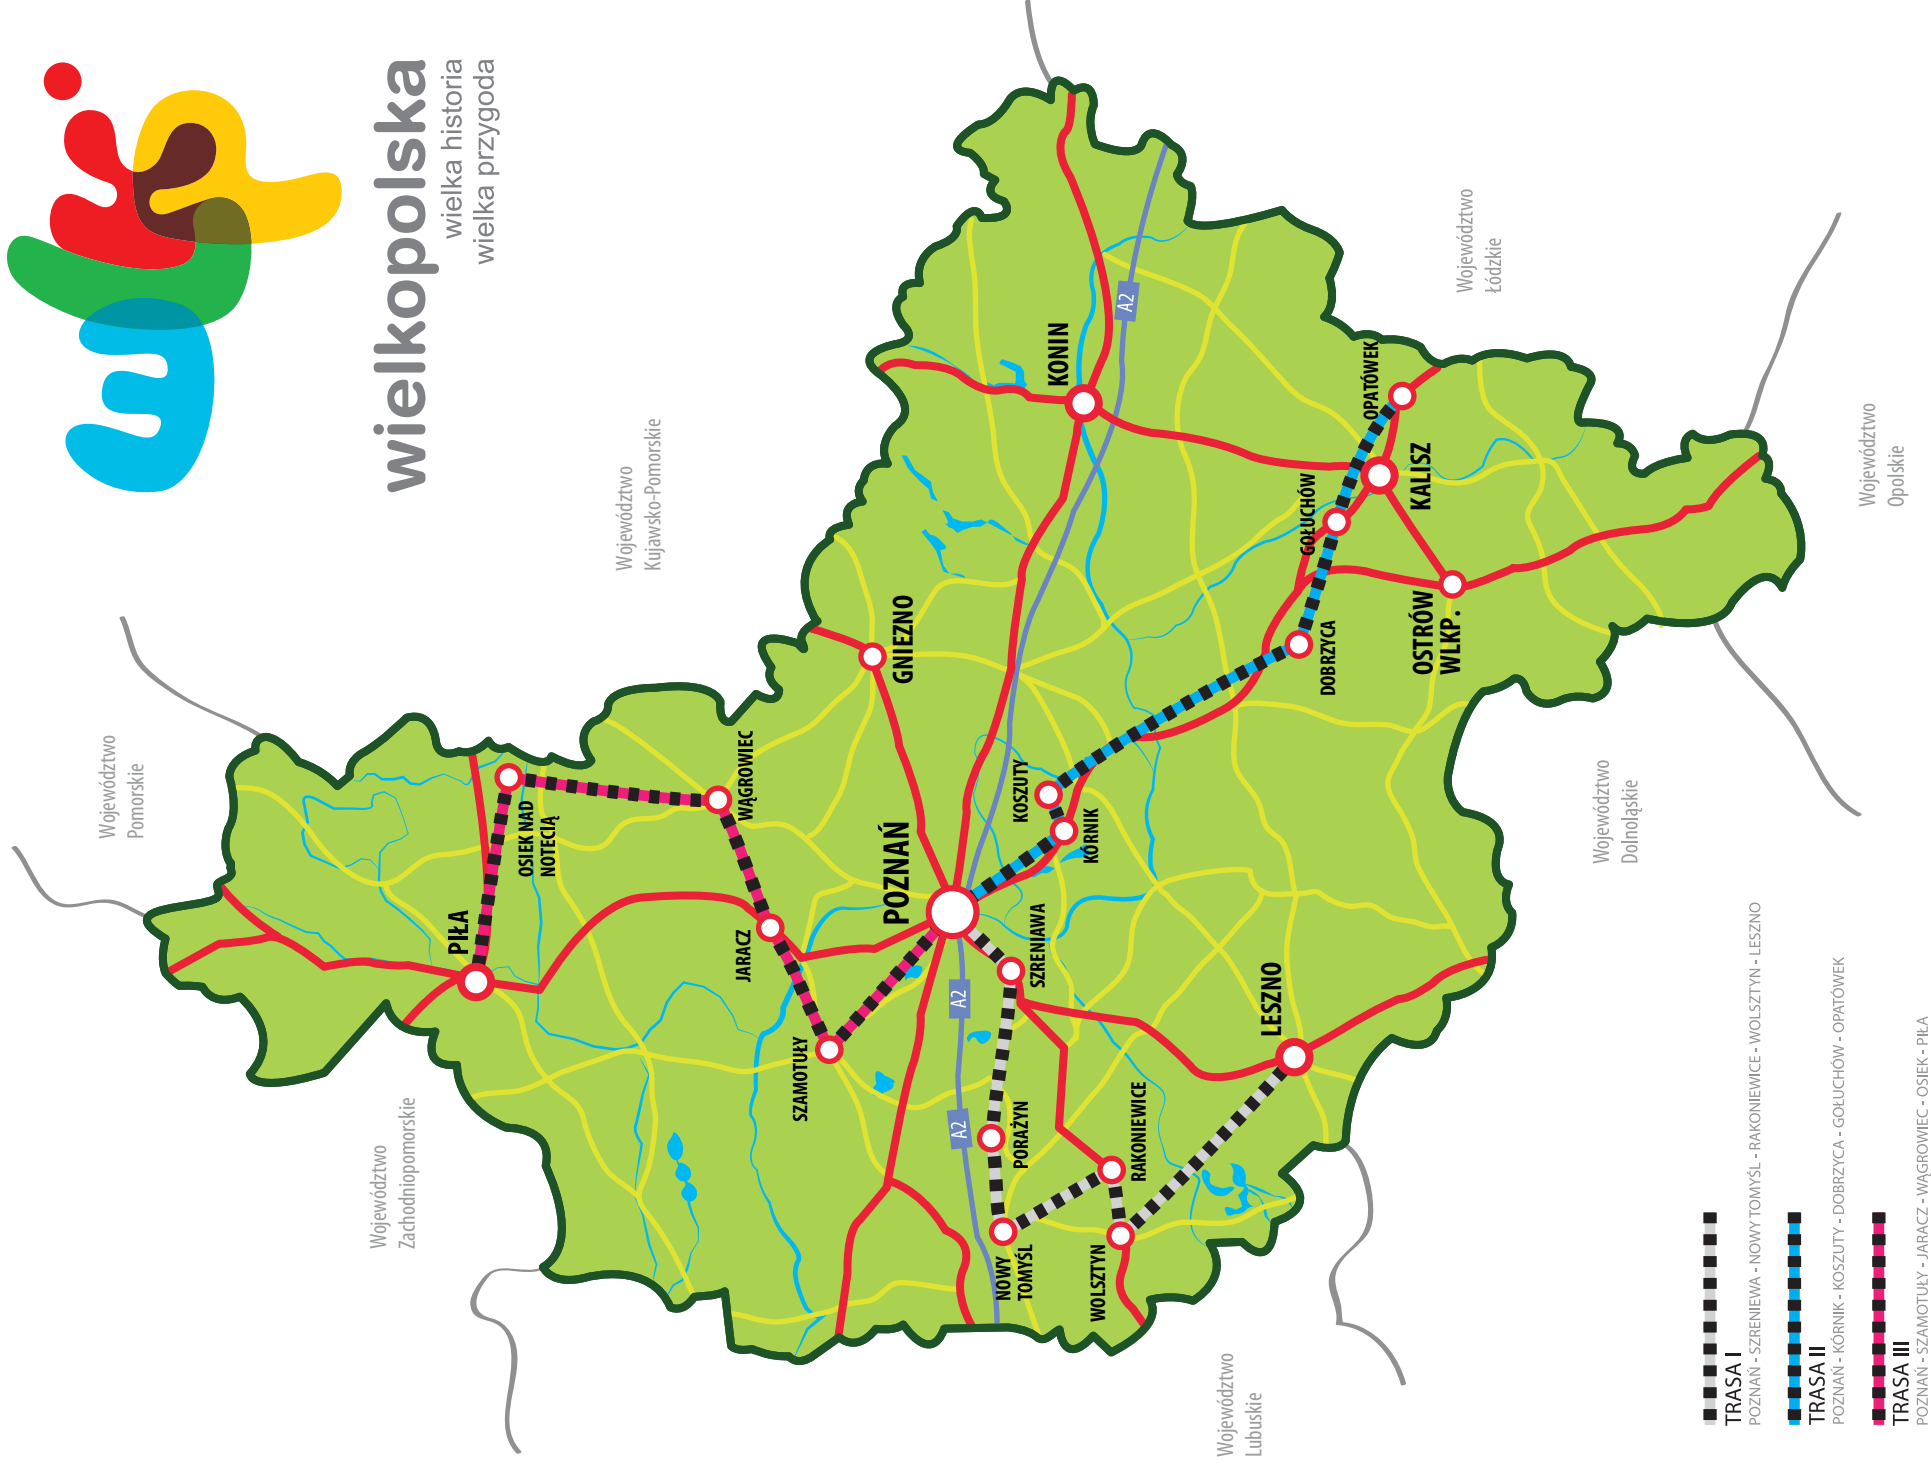 wielkopolska
wielka historia
wielka przygoda
Województwo
Pomorskie
Województwo
Kujawsko-Pomorskie
Województwo
Zachodniopomorskie
Województwo
Łódzkie
Województwo
Opolskie
Województwo
Dolnoląskie
Województwo
Lubuskie
PIŁA
OSIEK NAD
NOTECIĄ
WĄGROWIEC
JARACZ
SZAMOTUŁY
POZNAŃ
GNIEZNO
KONIN
A2
A2
A2
KOSZUTY
KÓRNIK
SZRENIAWA
PORAŻYN
NOWY
TOMYŚL
RAKONIEWICE
WOLSZTYN
LESZNO
DOBRZYCA
GOŁUCHÓW
OPATÓWEK
KALISZ
OSTRÓW
WLKP.
TRASA I
POZNAŃ - SZRENIEWA - NOWY TOMYŚL - RAKONIEWICE - WOLSZTYN - LESZNO
TRASA II
POZNAŃ - KÓRNIK - KOSZUTY - DOBRZYCA - GOŁUCHÓW - OPATÓWEK
TRASA III
POZNAŃ - SZAMOTUŁY - JARACZ - WĄGROWIEC - OSIEK - PIŁA